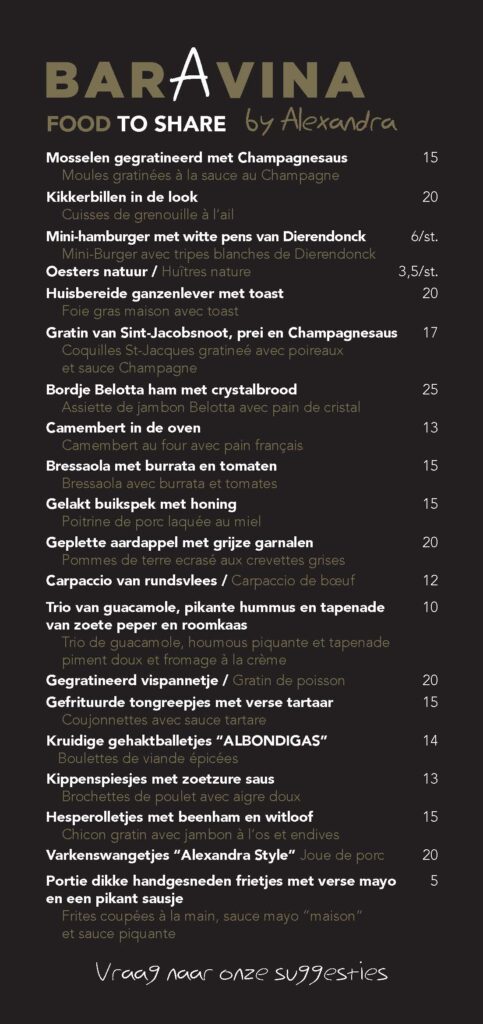 BARAVINA
FOOD TO SHARE by Alexandra
Mosselen gegratineerd met Champagnesaus 15
Moules gratinées à la sauce au Champagne
Kikkerbillen in de look 20
Cuisses de grenouille à l'ail
Mini-hamburger met witte pens van Dierendonck 6/st.
Mini-Burger avec tripes blanches de Dierendonck
Oesters natuur / Huîtres nature 3,5/st.
Huisbereide ganzenlever met toast 20
Foie gras maison avec toast
Gratin van Sint-Jacobsnoot, prei en Champagnesaus 17
Coquilles St-Jacques gratineé avec poireaux
et sauce Champagne
Bordje Belotta ham met crystalbrood 25
Assiette de jambon Belotta avec pain de cristal
Camembert in de oven 13
Camembert au four avec pain français
Bressaola met burrata en tomaten 15
Bressaola avec burrata et tomates
Gelakt buikspek met honing 15
Poitrine de porc laquée au miel
Geplette aardappel met grijze garnalen 20
Pommes de terre ecrasé aux crevettes grises
Carpaccio van rundsvlees / Carpaccio de bœuf 12
Trio van guacamole, pikante hummus en tapenade 10
van zoete peper en roomkaas
Trio de guacamole, houmous piquante et tapenade
piment doux et fromage à la crème
Gegratineerd vispannetje / Gratin de poisson 20
Gefrituurde tongreepjes met verse tartaar 15
Coujonnettes avec sauce tartare
Kruidige gehaktballetjes “ALBONDIGAS” 14
Boulettes de viande épicées
Kippenspiesjes met zoetzure saus 13
Brochettes de poulet avec aigre doux
Hesperolletjes met beenham en witloof 15
Chicon gratin avec jambon à l'os et endives
Varkenswangetjes “Alexandra Style” Joue de porc 20
Portie dikke handgesneden frietjes met verse mayo 5
en een pikant sausje
Frites coupées à la main, sauce mayo “maison”
et sauce piquante
Vraag naar onze suggesties